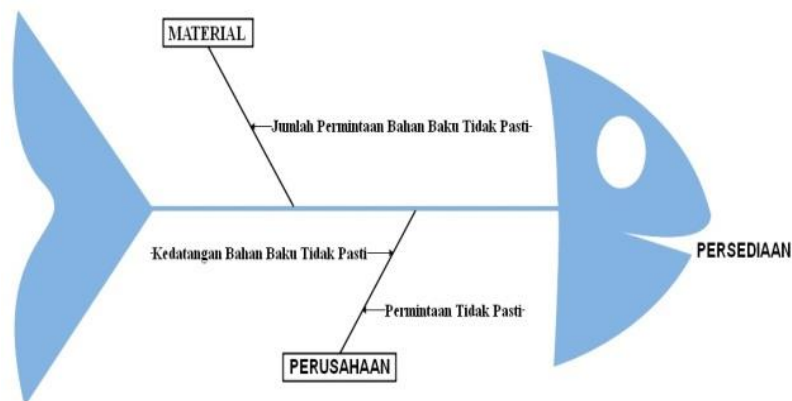 MATERIAL
Jumlah Permintaan Bahan Baku Tidak Pasti
Kedatangan Bahan Baku Tidak Pasti
PERSEDIAAN
Permintaan Tidak Pasti
PERUSAHAAN